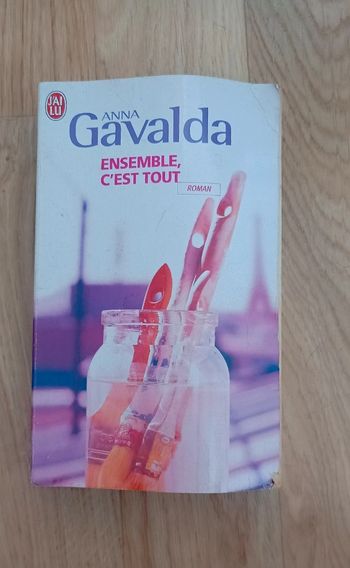 J'AI
LU
ANNA
Gavalda
ENSEMBLE,
C'EST TOUT
ROMAN